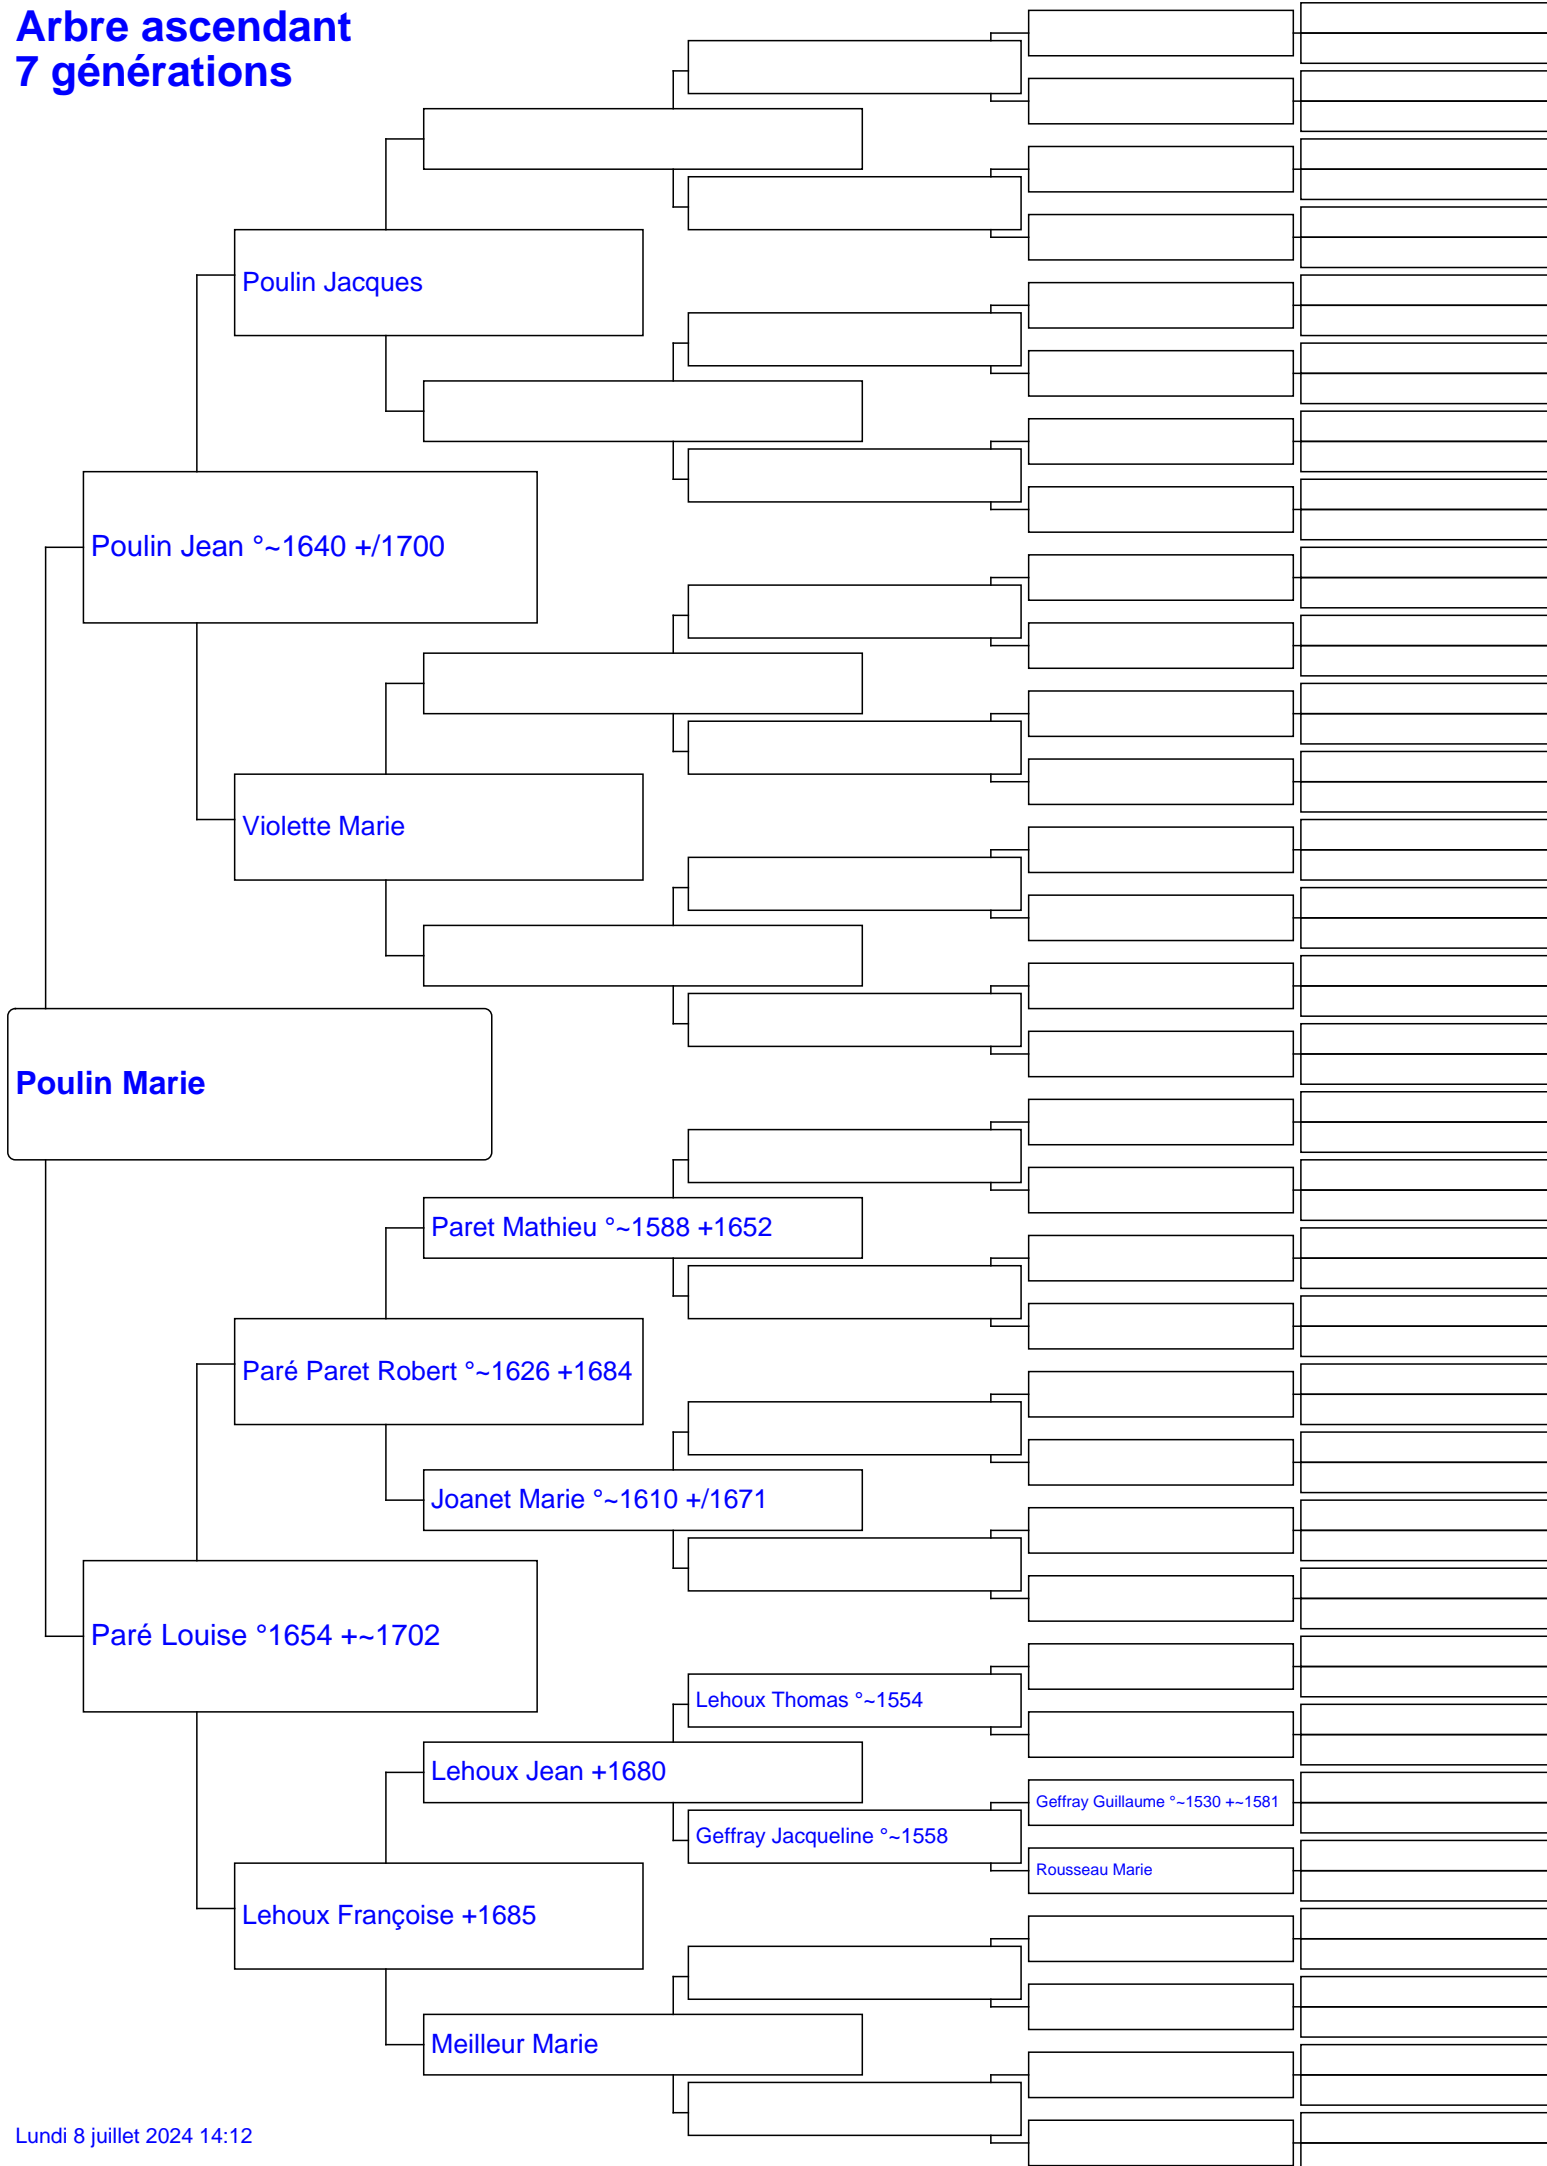 Arbre ascendant
7 générations
Poulin Jacques
Poulin Jean °~1640 +/1700
Violette Marie
Poulin Marie
Paret Mathieu °~1588 +1652
Paré Paret Robert °~1626 +1684
Joanet Marie °~1610 +/1671
Paré Louise °1654 +~1702
Lehoux Thomas °~1554
Lehoux Jean +1680
Geffray Guillaume °~1530 +~1581
Geffray Jacqueline °~1558
Rousseau Marie
Lehoux Françoise +1685
Meilleur Marie
Lundi 8 juillet 2024 14:12